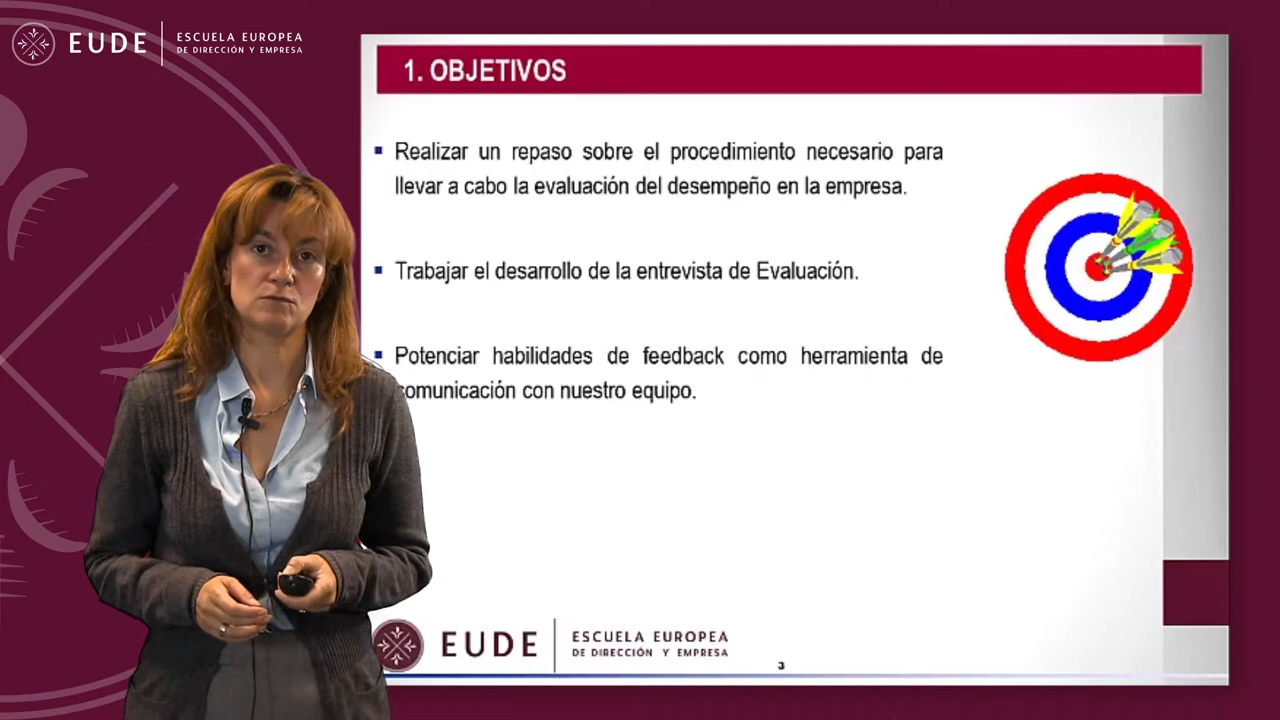 EUDE
ESCUELA EUROPEA
DE DIRECCIÓN Y EMPRESA
1. OBJETIVOS
Realizar un repaso sobre el procedimiento necesario para
llevar a cabo la evaluación del desempeño en la empresa.
Trabajar el desarrollo de la entrevista de Evaluación.
Potenciar habilidades de feedback como herramienta de
comunicación con nuestro equipo.
EUDE
ESCUELA EUROPEA
DE DIRECCIÓN Y EMPRESA
3